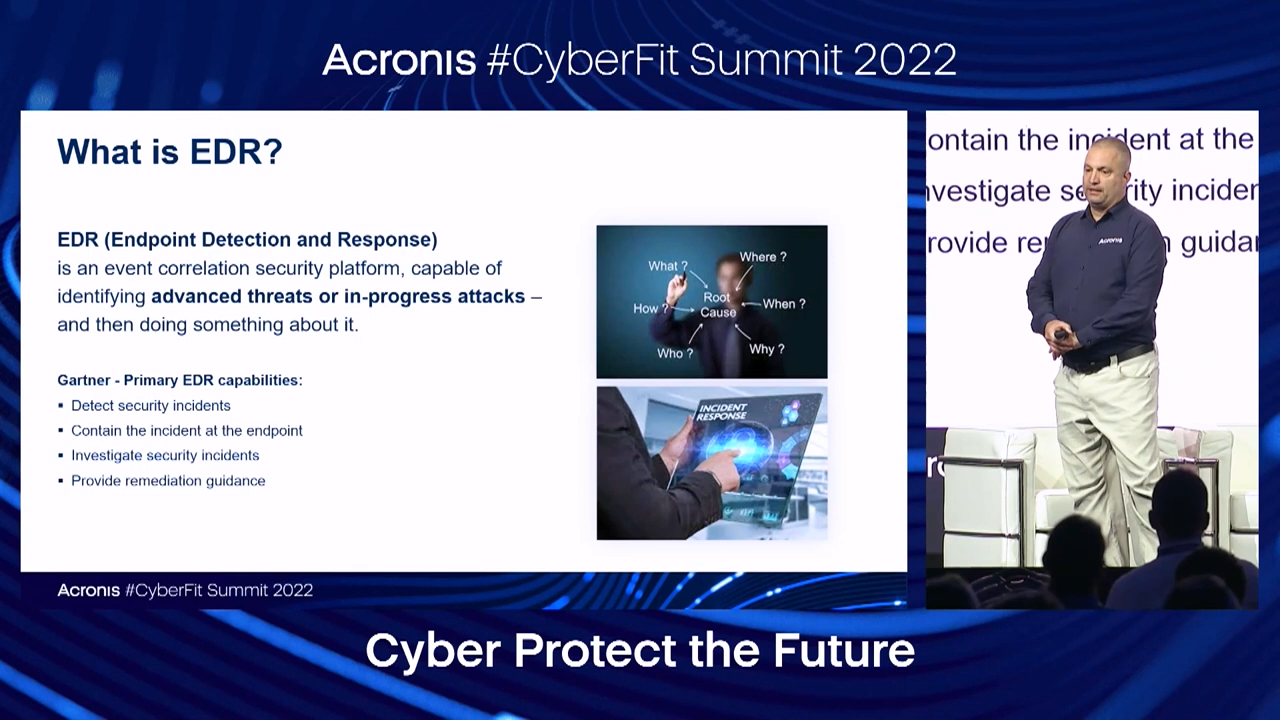 Acronis #CyberFit Summit 2022
What is EDR?
EDR (Endpoint Detection and Response)
is an event correlation security platform, capable of
identifying advanced threats or in-progress attacks –
and then doing something about it.
Gartner - Primary EDR capabilities:
▪ Detect security incidents
▪ Contain the incident at the endpoint
▪ Investigate security incidents
▪ Provide remediation guidance
What ?
Where ?
How ?
Root
Cause
When ?
Who ?
Why ?
INCIDENT
RESPONSE
Acronis #CyberFit Summit 2022
ontain the incident at the
nvestigate se rity inciden
rovide re n guida
Acronis
Cyber Protect the Future